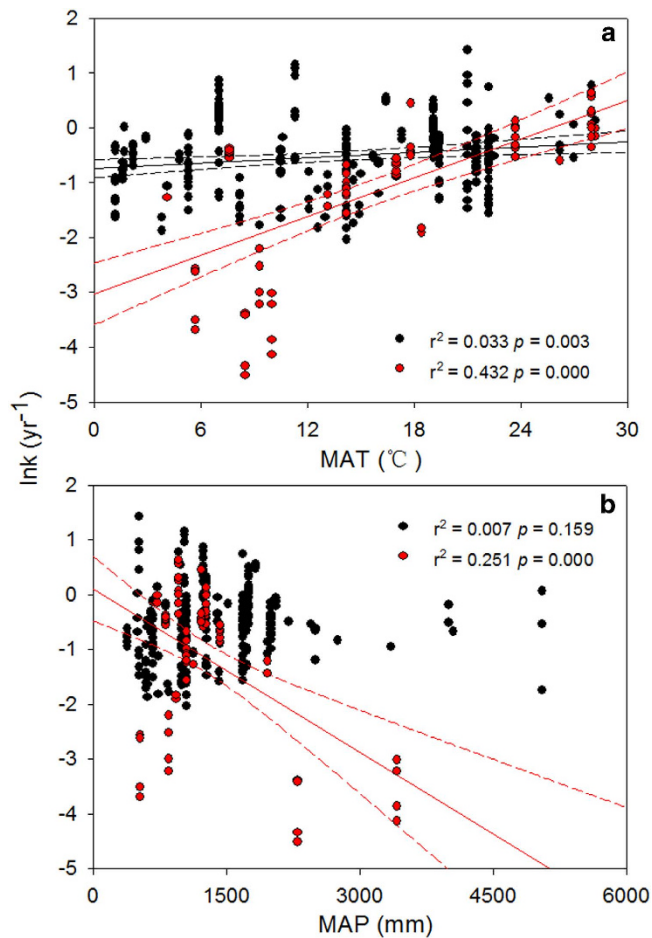 a
2
1
0
-1
-2
-3
-4
-5
r² = 0.033 p = 0.003
r² = 0.432 p = 0.000
0 6 12 18 24 30
MAT (℃)
lnk (yr⁻¹)
b
2
1
0
-1
-2
-3
-4
-5
r² = 0.007 p = 0.159
r² = 0.251 p = 0.000
0 1500 3000 4500 6000
MAP (mm)